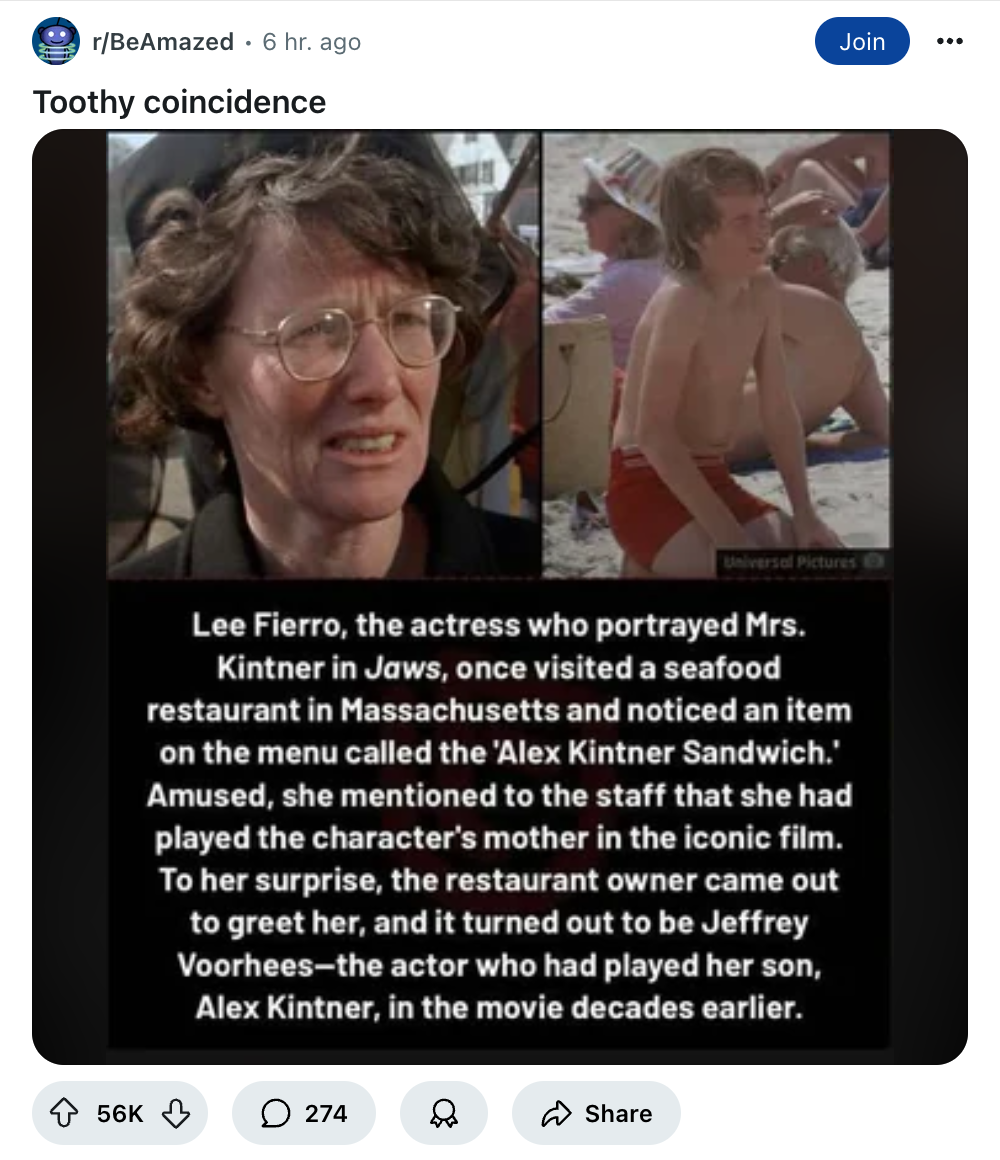 r/BeAmazed • 6 hr. ago
Join
Toothy coincidence
Universal Pictures
Lee Fierro, the actress who portrayed Mrs.
Kintner in Jaws, once visited a seafood
restaurant in Massachusetts and noticed an item
on the menu called the 'Alex Kintner Sandwich.'
Amused, she mentioned to the staff that she had
played the character's mother in the iconic film.
To her surprise, the restaurant owner came out
to greet her, and it turned out to be Jeffrey
Voorhees—the actor who had played her son,
Alex Kintner, in the movie decades earlier.
56K
274
Share